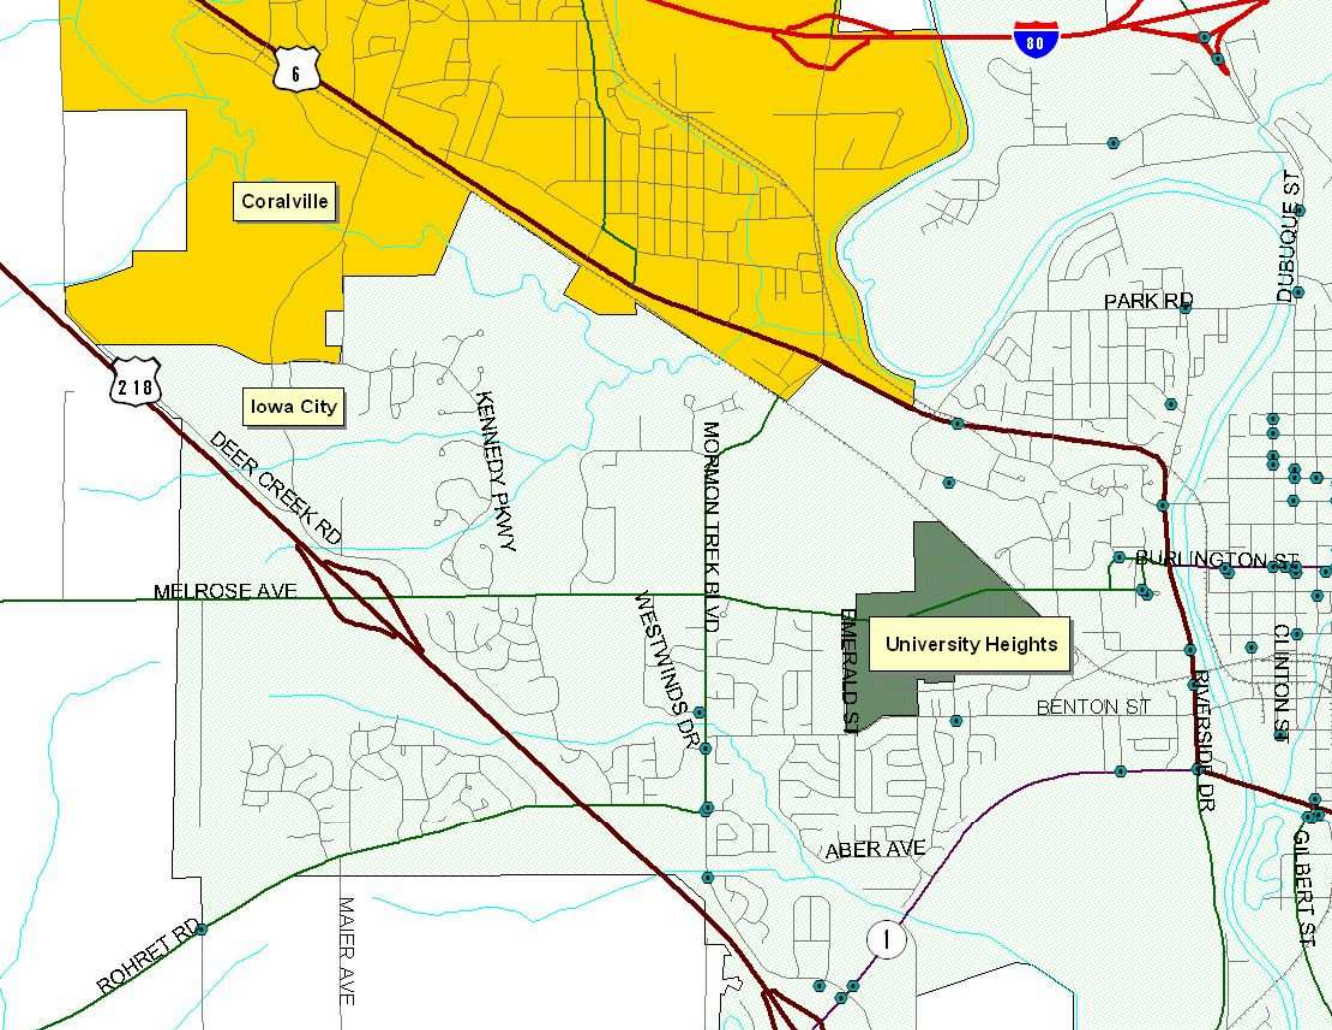 80
6
Coralville
DUBUQUE ST
PARK RD
218
Iowa City
KENNEDY PKWY
MORMON TREK BLVD
DEER CREEK RD
BURLINGTON ST
MELROSE AVE
WESTWINDS DR
EMERALD ST
University Heights
CLINTON ST
RIVERSIDE DR
BENTON ST
ABER AVE
GILBERT ST
MAIER AVE
1
ROHRET RD